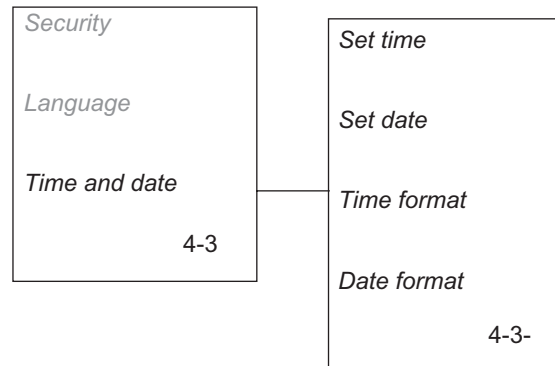 Security
Language
Time and date
4-3
Set time
Set date
Time format
Date format
4-3-